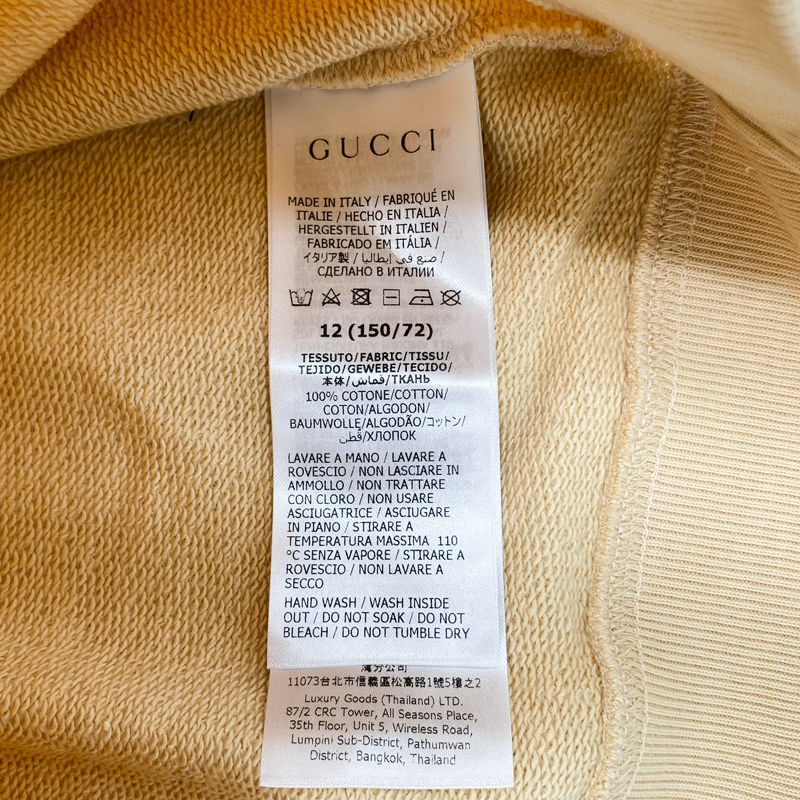 GUCCI
MADE IN ITALY / FABRIQUÉ EN
ITALIE / HECHO EN ITALIA /
HERGESTELLT IN ITALIEN /
FABRICADO EM ITÁLIA /
イタリア製 / صنع في إيطاليا /
СДЕЛАНО В ИТАЛИИ
12 (150/72)
TESSUTO/FABRIC/TISSU/
TEJIDO/GEWEBE/TECIDO/
本体/قماش/ТКАНЬ
100% COTONE/COTTON/
COTON/ALGODON/
BAUMWOLLE/ALGODÃO/コットン/
قطن/ХЛОПОК
LAVARE A MANO / LAVARE A
ROVESCIO / NON LASCIARE IN
AMMOLLO / NON TRATTARE
CON CLORO / NON USARE
ASCIUGATRICE / ASCIUGARE
IN PIANO / STIRARE A
TEMPERATURA MASSIMA 110
°C SENZA VAPORE / STIRARE A
ROVESCIO / NON LAVARE A
SECCO
HAND WASH / WASH INSIDE
OUT / DO NOT SOAK / DO NOT
BLEACH / DO NOT TUMBLE DRY
灣分公司
11073台北市信義區松高路1號5樓之2
Luxury Goods (Thailand) LTD.
87/2 CRC Tower, All Seasons Place,
35th Floor, Unit 5, Wireless Road,
Lumpini Sub-District, Pathumwan
District, Bangkok, Thailand